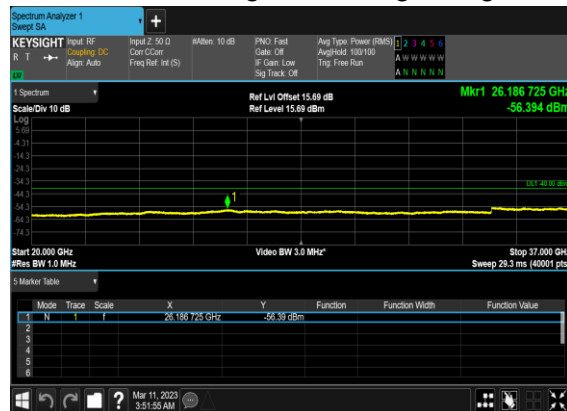 Spectrum Analyzer 1
Swept SA
KEYSIGHT Input: RF Input Z: 50 Ω #Atten: 10 dB PNO: Fast Avg Type: Power (RMS) 1 2 3 4 5 6
R T Coupling: DC Corr CCorr Gate: Off Avg|Hold: 100/100 A W W W W W
Align: Auto Freq Ref: Int (S) IF Gain: Low Trig: Free Run
Sig Track: Off A N N N N N
1 Spectrum Ref Lvl Offset 15.69 dB Mkr1 26.186 725 GHz
Scale/Div 10 dB Ref Level 15.69 dBm -56.394 dBm
Log
5.69
-4.31
-14.3
-24.3
-34.3
DL1 -40.00 dBm
-44.3
1
-54.3
-64.3
-74.3
Start 20.000 GHz Video BW 3.0 MHz* Stop 37.000 GHz
#Res BW 1.0 MHz Sweep 29.3 ms (40001 pts
5 Marker Table
Mode Trace Scale X Y Function Function Width Function Value
1 N 1 f 26.186 725 GHz -56.39 dBm
2
3
4
5
6
? Mar 11, 2023
3:51:55 AM